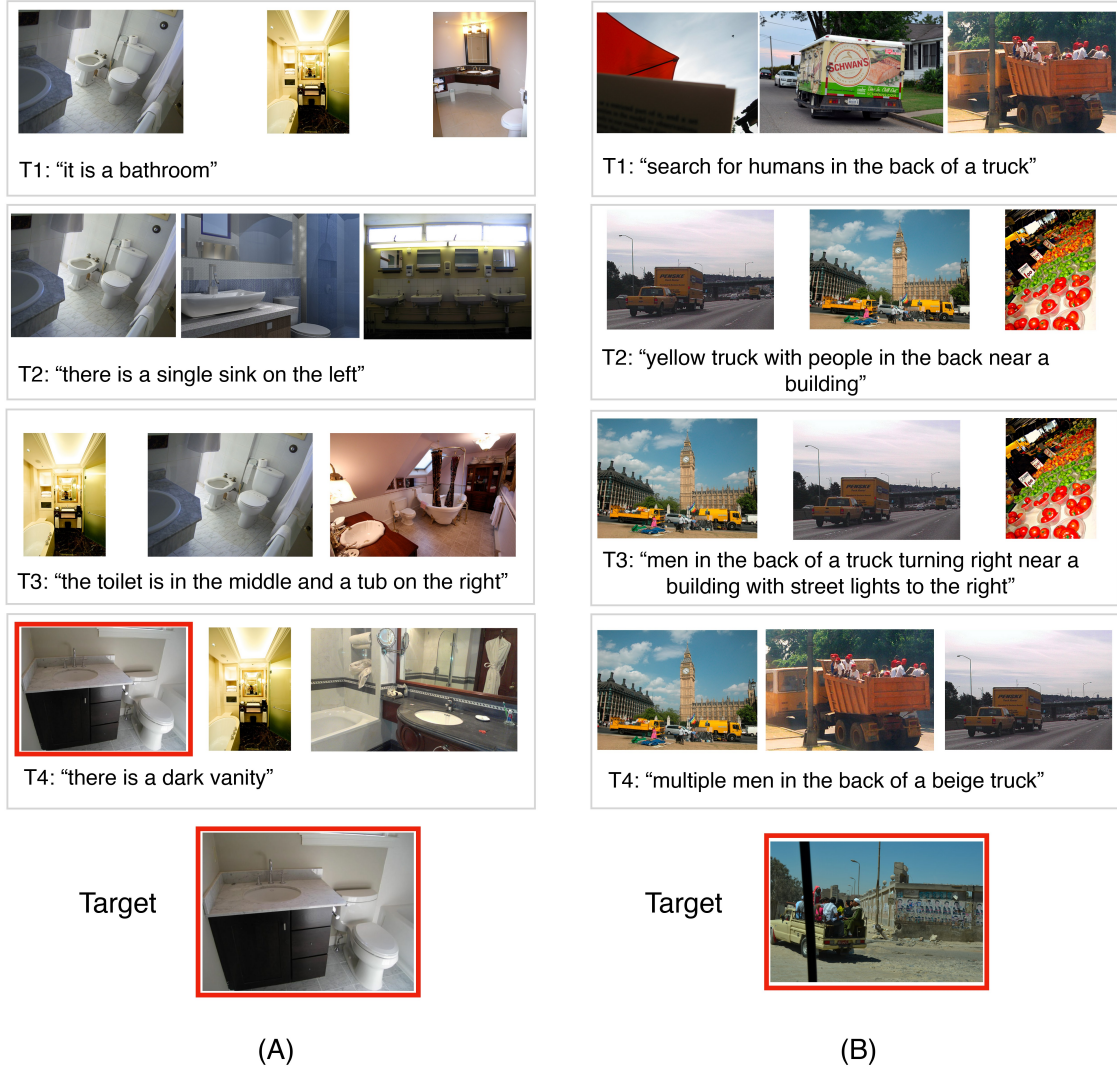 T1: “it is a bathroom”
T2: “there is a single sink on the left”
T3: “the toilet is in the middle and a tub on the right”
T4: “there is a dark vanity”
Target
(A)
SCHWAN'S
T1: “search for humans in the back of a truck”
PENSKE
T2: “yellow truck with people in the back near a
building”
PENSKE
T3: “men in the back of a truck turning right near a
building with street lights to the right”
PENSKE
T4: “multiple men in the back of a beige truck”
Target
(B)